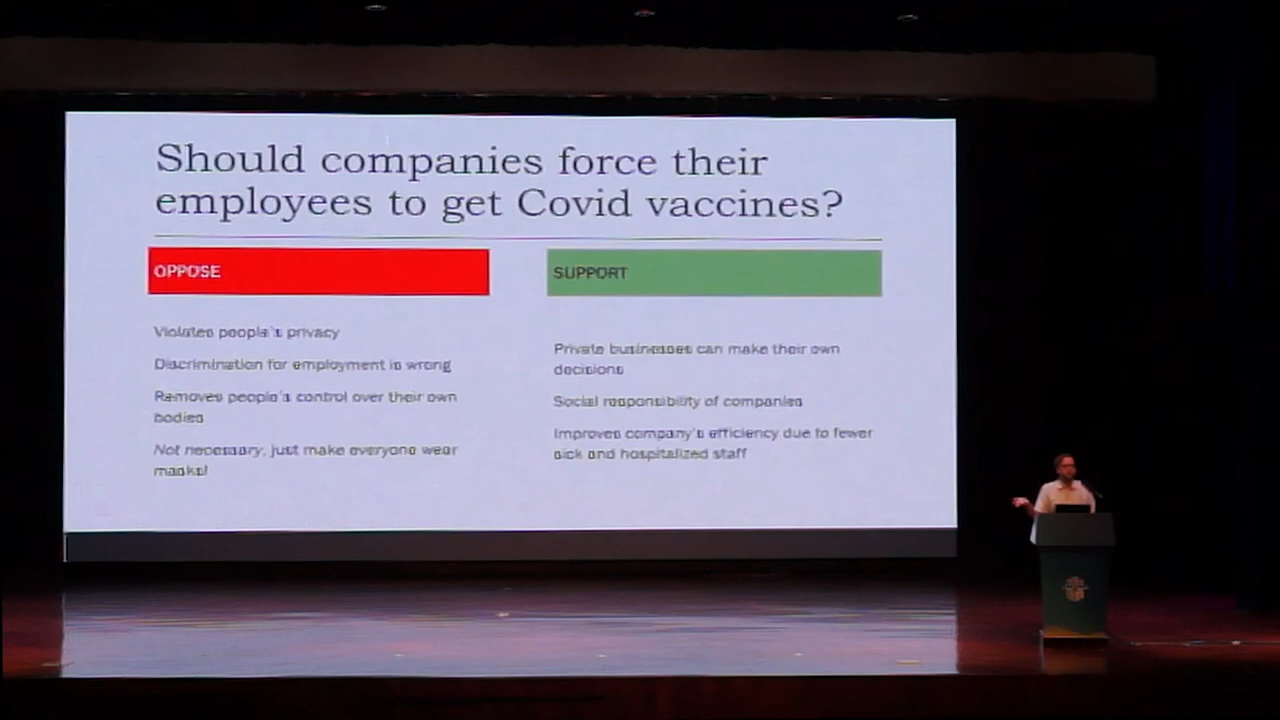 Should companies force their
employees to get Covid vaccines?
OPPOSE
Violates people's privacy
Discrimination for employment is wrong
Removes people's control over their own
bodies
Not necessary, just make everyone wear
masks!
SUPPORT
Private businesses can make their own
decisions
Social responsibility of companies
Improves company's efficiency due to fewer
sick and hospitalized staff